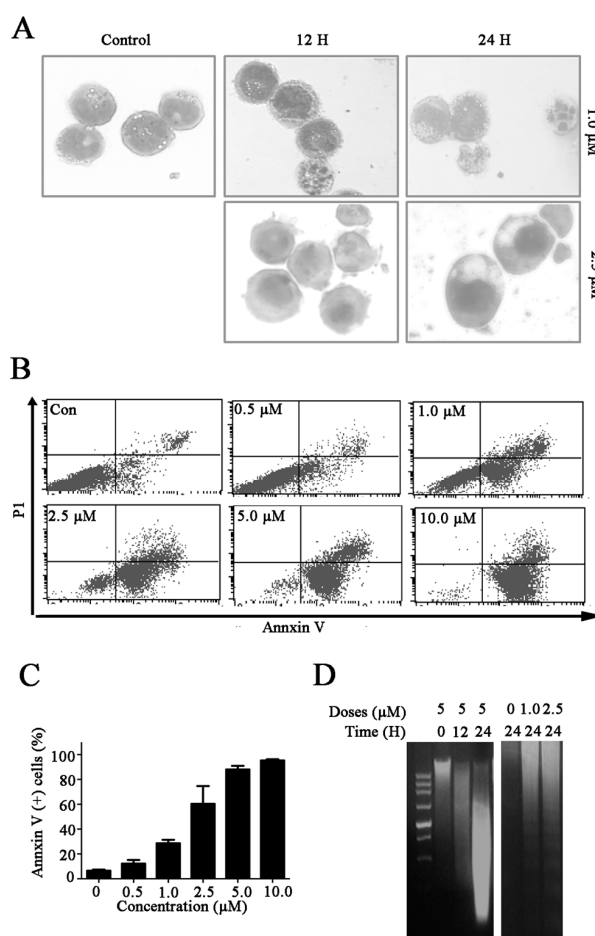 A
Control 12 H 24 H
1.0 µM
B
Con 0.5 µM 1.0 µM
2.5 µM 5.0 µM 10.0 µM
P1
Annxin V
C
Annxin V (+) cells (%)
100
80
60
40
20
0 0.5 1.0 2.5 5.0 10.0
Concentration (µM)
D
Doses (µM) 5 5 5 0 1.0 2.5
Time (H) 0 12 24 24 24 24